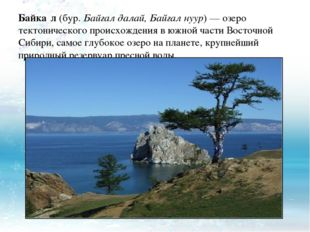 Байка л (бур. Байгал далай, Байгал нуур) — озеро
тектонического происхождения в южной части Восточной
Сибири, самое глубокое озеро на планете, крупнейший
природный резервуар пресной воды